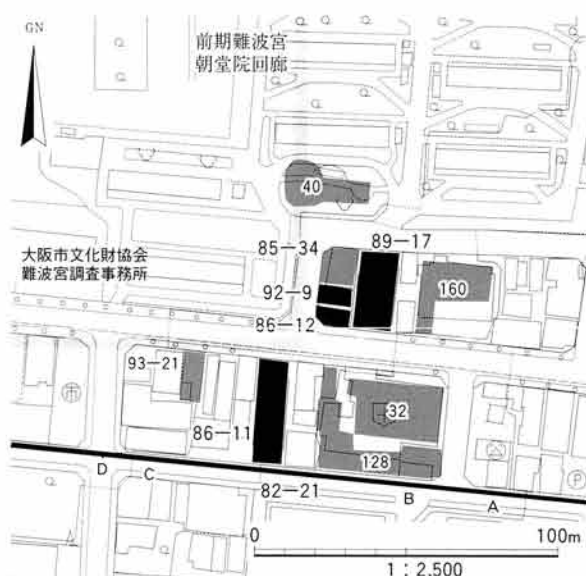 GN
前期難波宮
朝堂院回廊
40
大阪市文化財協会
難波宮調査事務所
85-34
89-17
92-9
160
86-12
93-21
32
86-11
128
82-21
D
C
B
A
P
0
100m
1:2,500